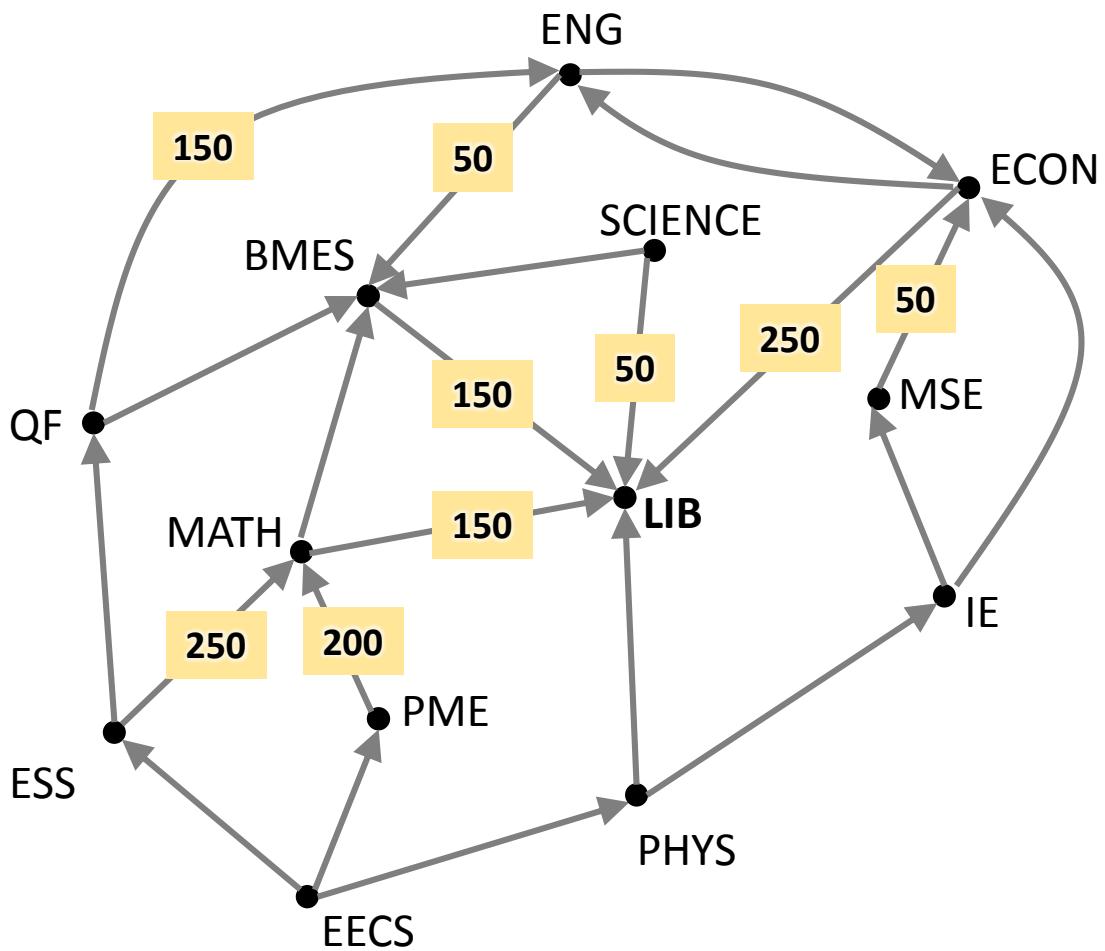 ENG
150
50
ECON
SCIENCE
BMES
50
250
50
150
MSE
QF
LIB
MATH
150
IE
250
200
PME
ESS
PHYS
EECS